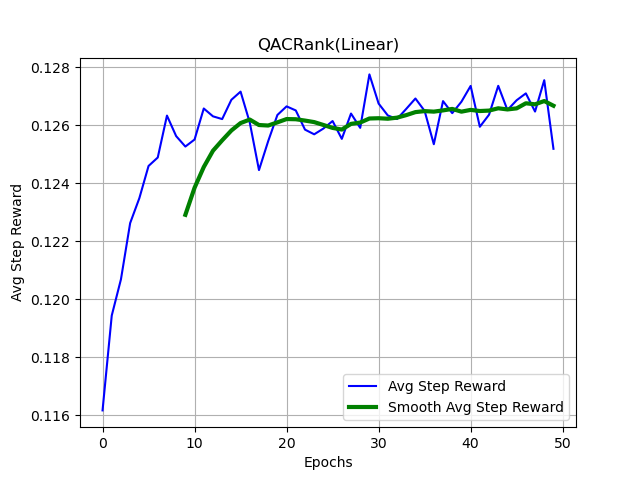 QACRank(Linear)
Avg Step Reward
0.128
0.126
0.124
0.122
0.120
0.118
0.116
0
10
20
30
40
50
Epochs
Avg Step Reward
Smooth Avg Step Reward